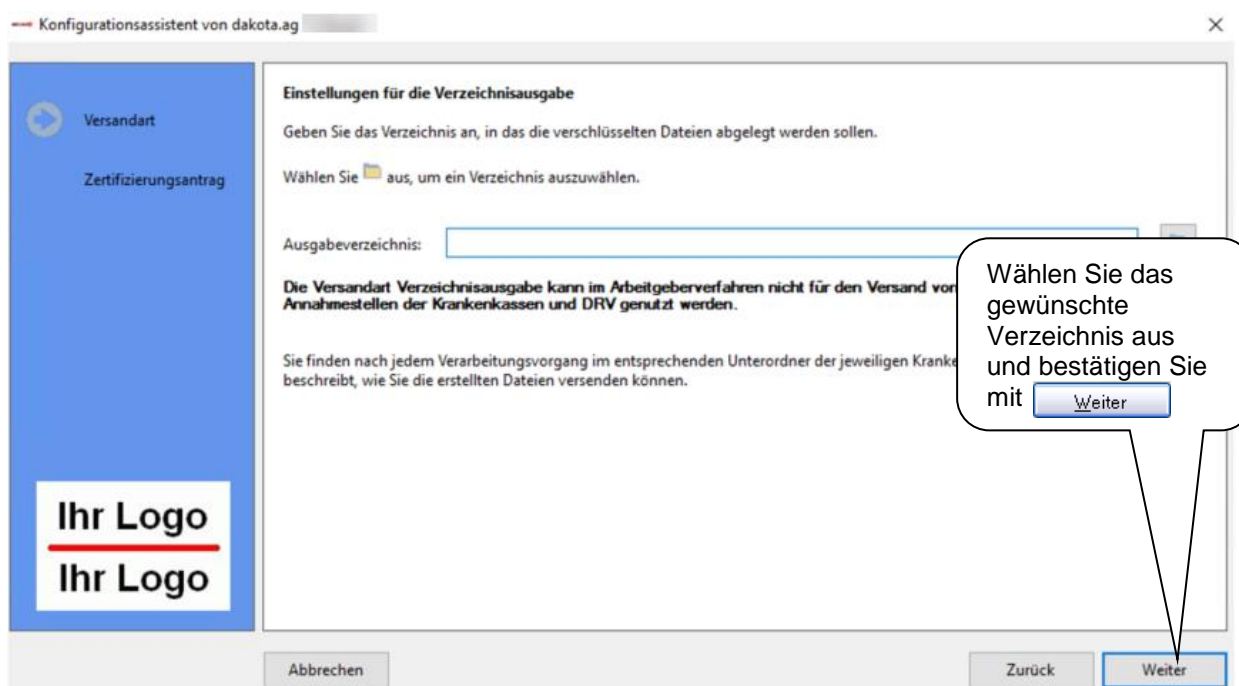 Konfigurationsassistent von dakota.ag
Versandart
Zertifizierungsantrag
Einstellungen für die Verzeichnisausgabe
Geben Sie das Verzeichnis an, in das die verschlüsselten Dateien abgelegt werden sollen.
Wählen Sie aus, um ein Verzeichnis auszuwählen.
Ausgabeverzeichnis:
Die Versandart Verzeichnisausgabe kann im Arbeitgeberverfahren nicht für den Versand von
Annahmestellen der Krankenkassen und DRV genutzt werden.
Sie finden nach jedem Verarbeitungsvorgang im entsprechenden Unterordner der jeweiligen Kranke
beschreibt, wie Sie die erstellten Dateien versenden können.
Wählen Sie das
gewünschte
Verzeichnis aus
und bestätigen Sie
mit Weiter
Ihr Logo
Ihr Logo
Abbrechen
Zurück
Weiter